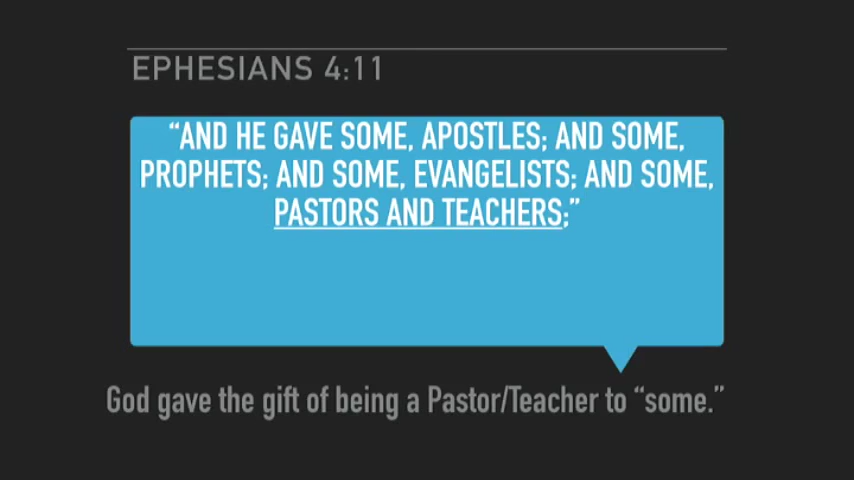 EPHESIANS 4:11
“AND HE GAVE SOME, APOSTLES; AND SOME,
PROPHETS; AND SOME, EVANGELISTS; AND SOME,
PASTORS AND TEACHERS;”
God gave the gift of being a Pastor/Teacher to “some.”